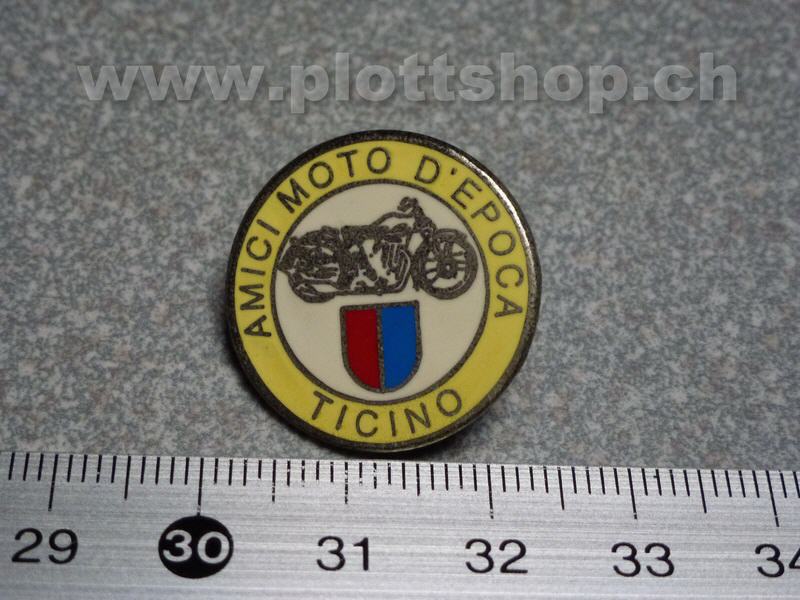 www.plottshop.ch
AMICI MOTO D'EPOCA
TICINO
29 30 31 32 33 34